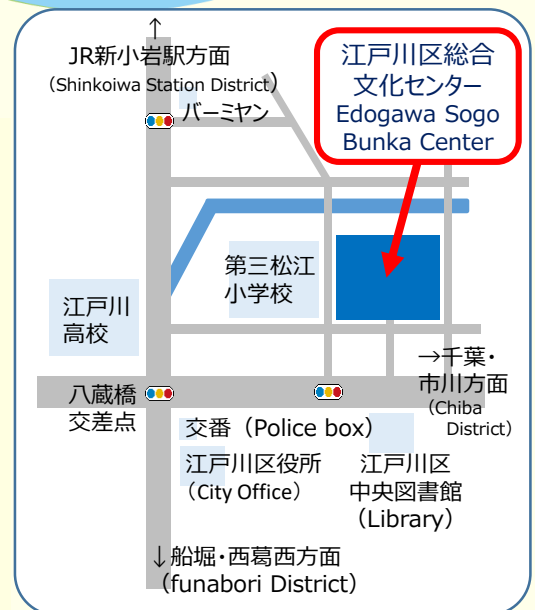 ↑
JR新小岩駅方面
（Shinkoiwa Station District）
バーミヤン
江戸川区総合
文化センター
Edogawa Sogo
Bunka Center
第三松江
小学校
江戸川
高校
→千葉・
市川方面
（Chiba
District）
八蔵橋
交差点
交番（Police box）
江戸川区役所
（City Office）
江戸川区
中央図書館
（Library）
↓船堀・西葛西方面
（funabori District）